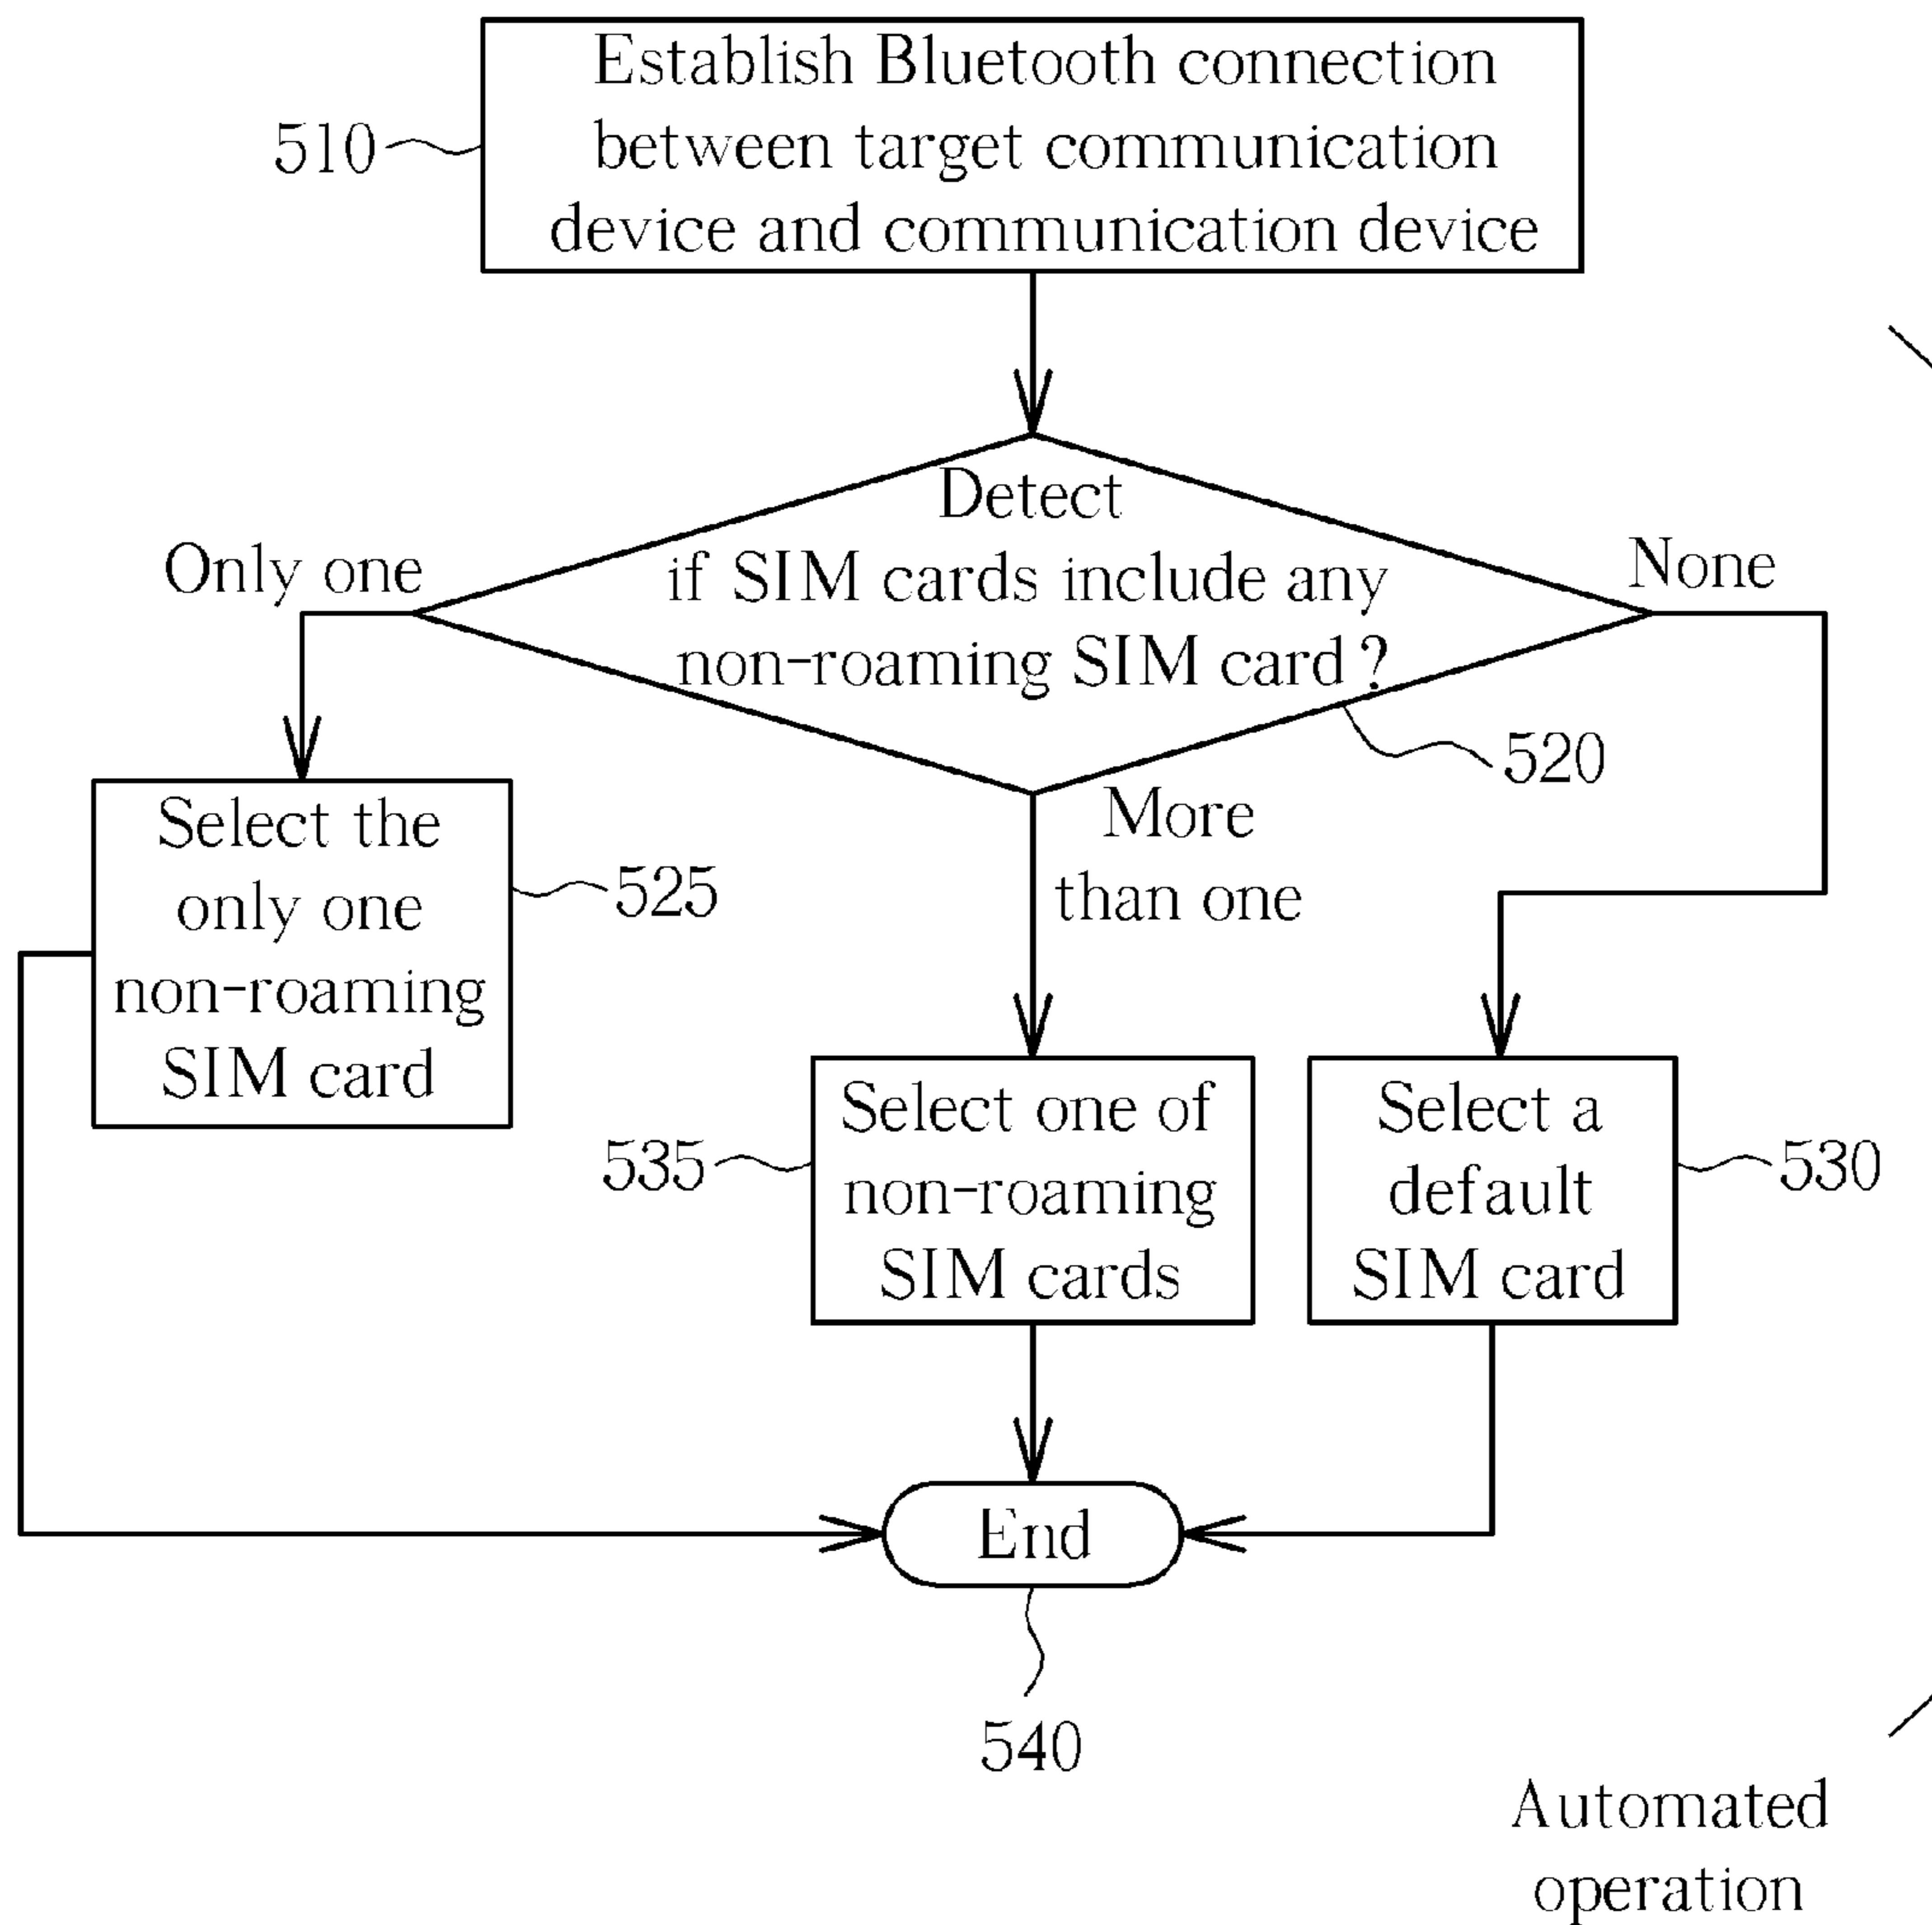 Establish Bluetooth connection
between target communication
device and communication device
510
Detect
if SIM cards include any
non-roaming SIM card ?
Only one
None
520
More
than one
Select the
only one
non-roaming
SIM card
525
Select one of
non-roaming
SIM cards
535
Select a
default
SIM card
530
End
540
Automated
operation